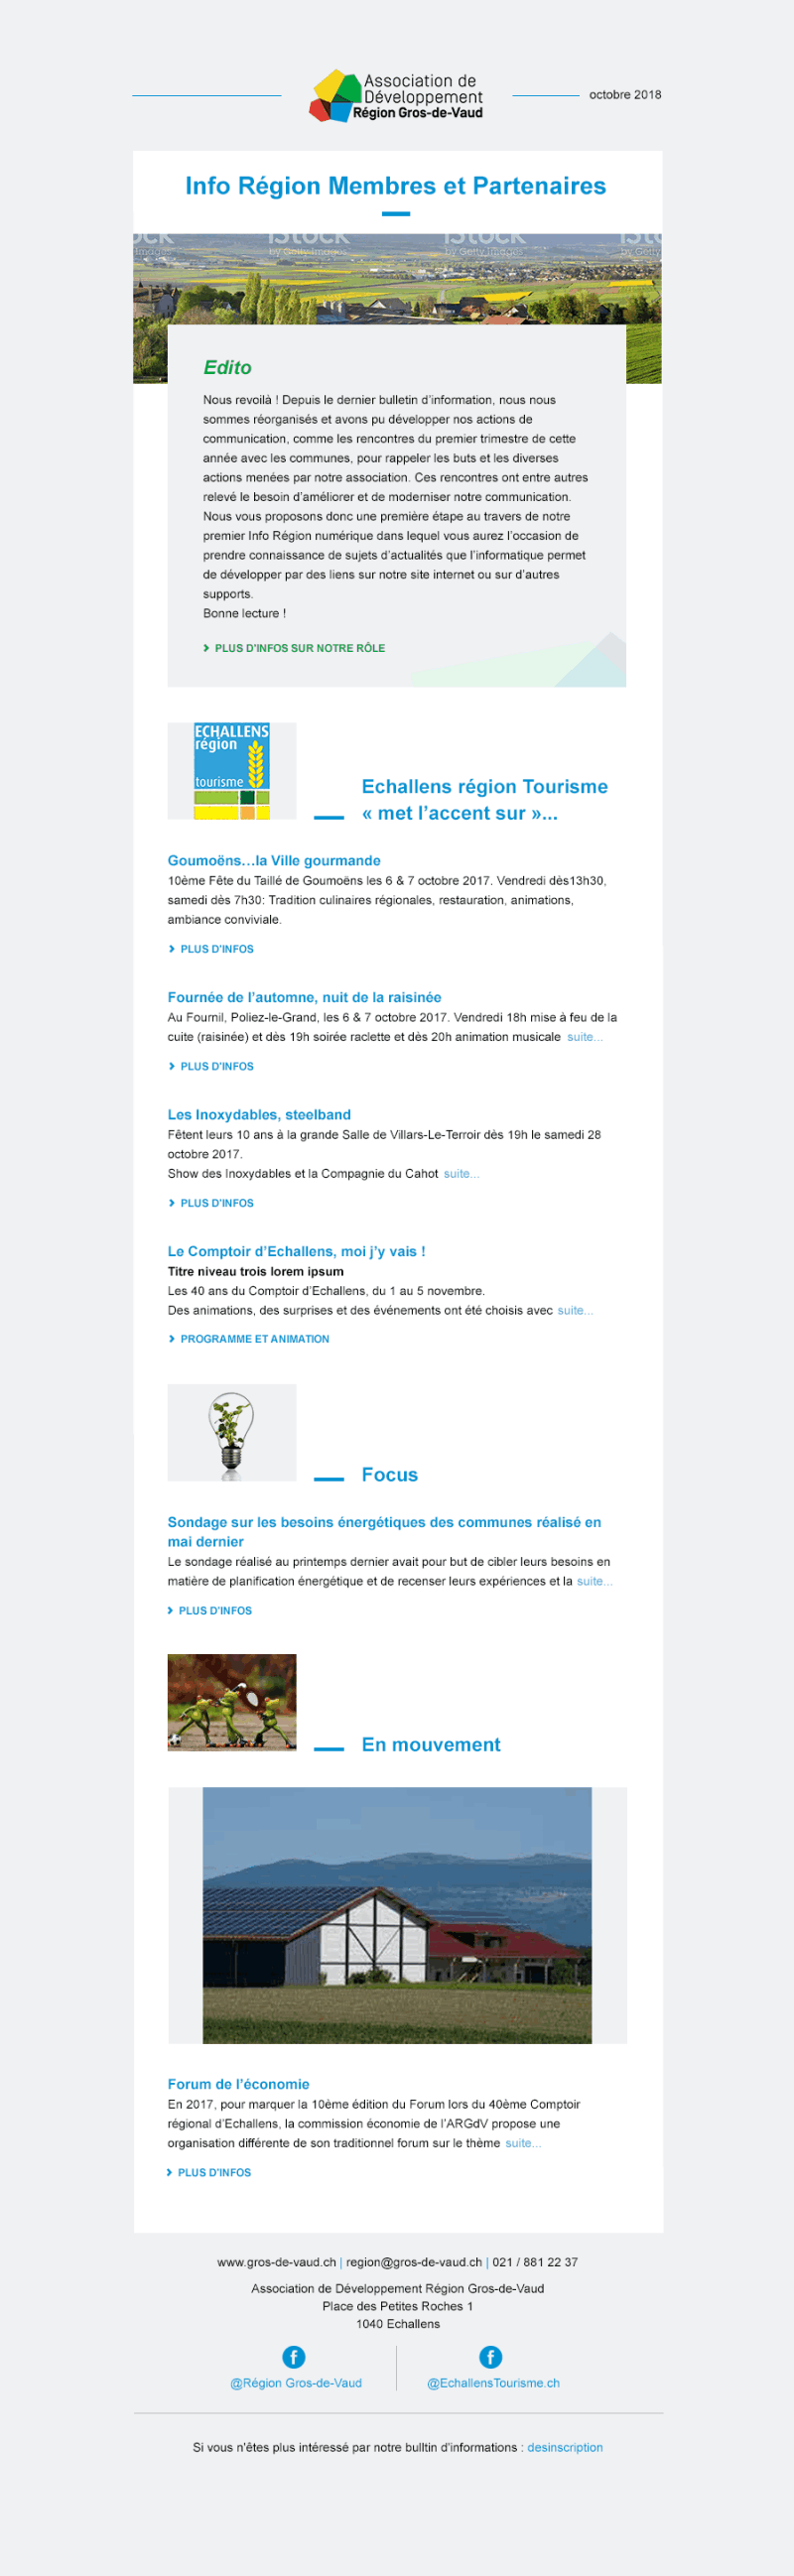 Association de
Développement
Région Gros-de-Vaud
octobre 2018
Info Région Membres et Partenaires
iStock
by Getty Images
iStock
by Getty Images
Edito
Nous revoilà ! Depuis le dernier bulletin d'information, nous nous
sommes réorganisés et avons pu développer nos actions de
communication, comme les rencontres du premier trimestre de cette
année avec les communes, pour rappeler les buts et les diverses
actions menées par notre association. Ces rencontres ont entre autres
relevé le besoin d'améliorer et de moderniser notre communication.
Nous vous proposons donc une première étape au travers de notre
premier Info Région numérique dans lequel vous aurez l'occasion de
prendre connaissance de sujets d'actualités que l'informatique permet
de développer par des liens sur notre site internet ou sur d'autres
supports.
Bonne lecture !
PLUS D'INFOS SUR NOTRE RÔLE
ECHALLENS
région
tourisme
Echallens région Tourisme
« met l'accent sur »...
Goumoëns...la Ville gourmande
10ème Fête du Taillé de Goumoëns les 6 & 7 octobre 2017. Vendredi dès13h30,
samedi dès 7h30: Tradition culinaires régionales, restauration, animations,
ambiance conviviale.
PLUS D'INFOS
Fournée de l'automne, nuit de la raisinée
Au Fournil, Poliez-le-Grand, les 6 & 7 octobre 2017. Vendredi 18h mise à feu de la
cuite (raisinée) et dès 19h soirée raclette et dès 20h animation musicale suite...
PLUS D'INFOS
Les Inoxydables, steelband
Fêtent leurs 10 ans à la grande Salle de Villars-Le-Terroir dès 19h le samedi 28
octobre 2017.
Show des Inoxydables et la Compagnie du Cahot suite...
PLUS D'INFOS
Le Comptoir d'Echallens, moi j'y vais !
Titre niveau trois lorem ipsum
Les 40 ans du Comptoir d'Echallens, du 1 au 5 novembre.
Des animations, des surprises et des événements ont été choisis avec suite...
PROGRAMME ET ANIMATION
Focus
Sondage sur les besoins énergétiques des communes réalisé en
mai dernier
Le sondage réalisé au printemps dernier avait pour but de cibler leurs besoins en
matière de planification énergétique et de recenser leurs expériences et la suite...
PLUS D'INFOS
En mouvement
Forum de l'économie
En 2017, pour marquer la 10ème édition du Forum lors du 40ème Comptoir
régional d'Echallens, la commission économie de l'ARGdV propose une
organisation différente de son traditionnel forum sur le thème suite...
PLUS D'INFOS
www.gros-de-vaud.ch | region@gros-de-vaud.ch | 021 / 881 22 37
Association de Développement Région Gros-de-Vaud
Place des Petites Roches 1
1040 Echallens
@Région Gros-de-Vaud
@EchallensTourisme.ch
Si vous n'êtes plus intéressé par notre bulltin d'informations : desinscription